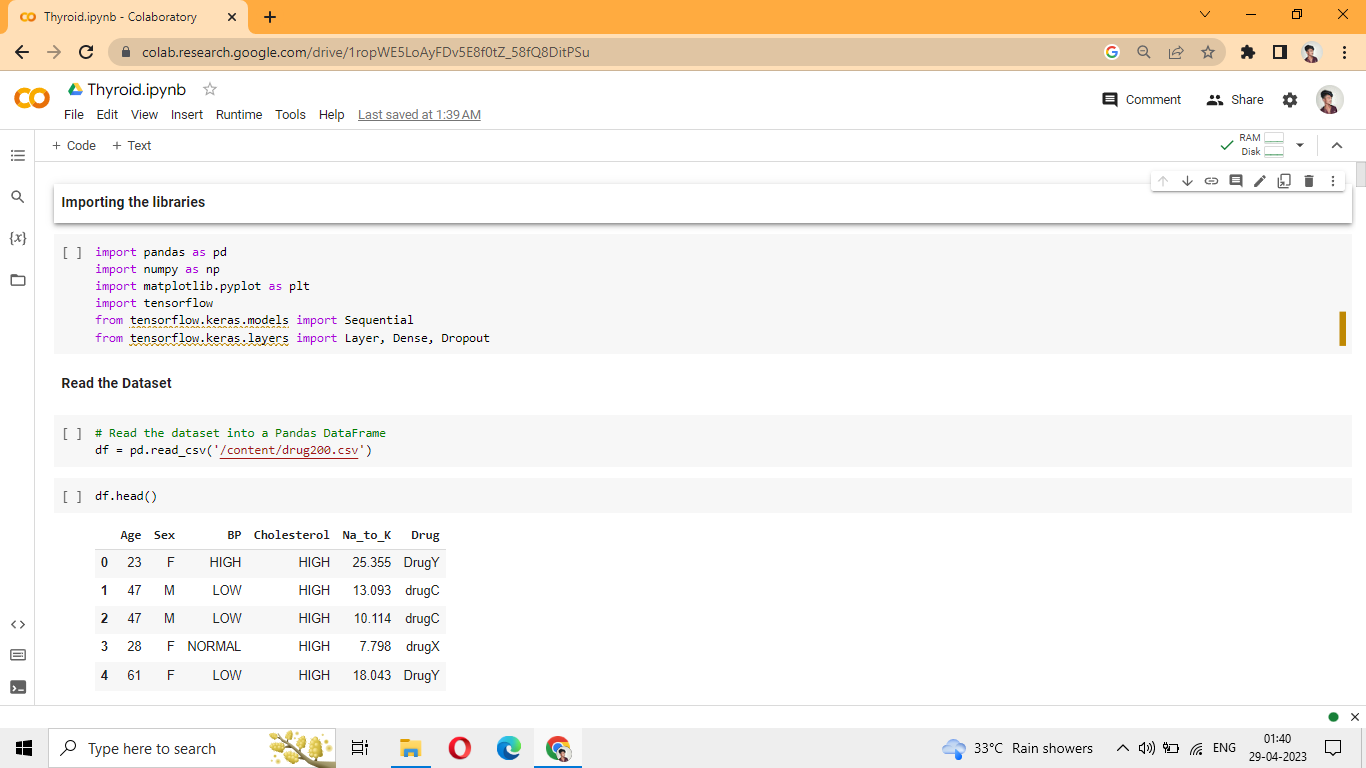 Thyroid.ipynb - Colaboratory
colab.research.google.com/drive/1ropWE5LoAyFDv5E8f0tZ_58fQ8DitPSu
Thyroid.ipynb
File Edit View Insert Runtime Tools Help Last saved at 1:39 AM
Comment Share
+ Code + Text
RAM
Disk
Importing the libraries
[ ] import pandas as pd
import numpy as np
import matplotlib.pyplot as plt
import tensorflow
from tensorflow.keras.models import Sequential
from tensorflow.keras.layers import Layer, Dense, Dropout
Read the Dataset
[ ] # Read the dataset into a Pandas DataFrame
df = pd.read_csv('/content/drug200.csv')
[ ] df.head()
Age Sex BP Cholesterol Na_to_K Drug
0 23 F HIGH HIGH 25.355 DrugY
1 47 M LOW HIGH 13.093 drugC
2 47 M LOW HIGH 10.114 drugC
3 28 F NORMAL HIGH 7.798 drugX
4 61 F LOW HIGH 18.043 DrugY
Type here to search
33°C Rain showers
ENG
01:40
29-04-2023